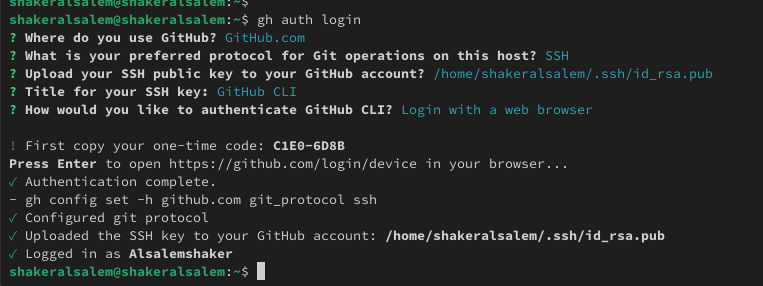 shakeralsalem@shakeralsalem:~$
shakeralsalem@shakeralsalem:~$ gh auth login
? Where do you use GitHub? GitHub.com
? What is your preferred protocol for Git operations on this host? SSH
? Upload your SSH public key to your GitHub account? /home/shakeralsalem/.ssh/id_rsa.pub
? Title for your SSH key: GitHub CLI
? How would you like to authenticate GitHub CLI? Login with a web browser
! First copy your one-time code: C1E0-6D8B
Press Enter to open https://github.com/login/device in your browser...
✓ Authentication complete.
- gh config set -h github.com git_protocol ssh
✓ Configured git protocol
✓ Uploaded the SSH key to your GitHub account: /home/shakeralsalem/.ssh/id_rsa.pub
✓ Logged in as Alsalemshaker
shakeralsalem@shakeralsalem:~$